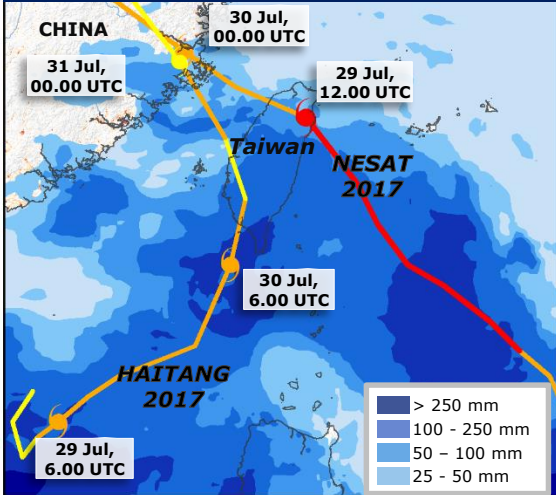 CHINA
30 Jul,
00.00 UTC
31 Jul,
00.00 UTC
29 Jul,
12.00 UTC
Taiwan
NESAT
2017
30 Jul,
6.00 UTC
HAITANG
2017
29 Jul,
6.00 UTC
> 250 mm
100 - 250 mm
50 – 100 mm
25 - 50 mm